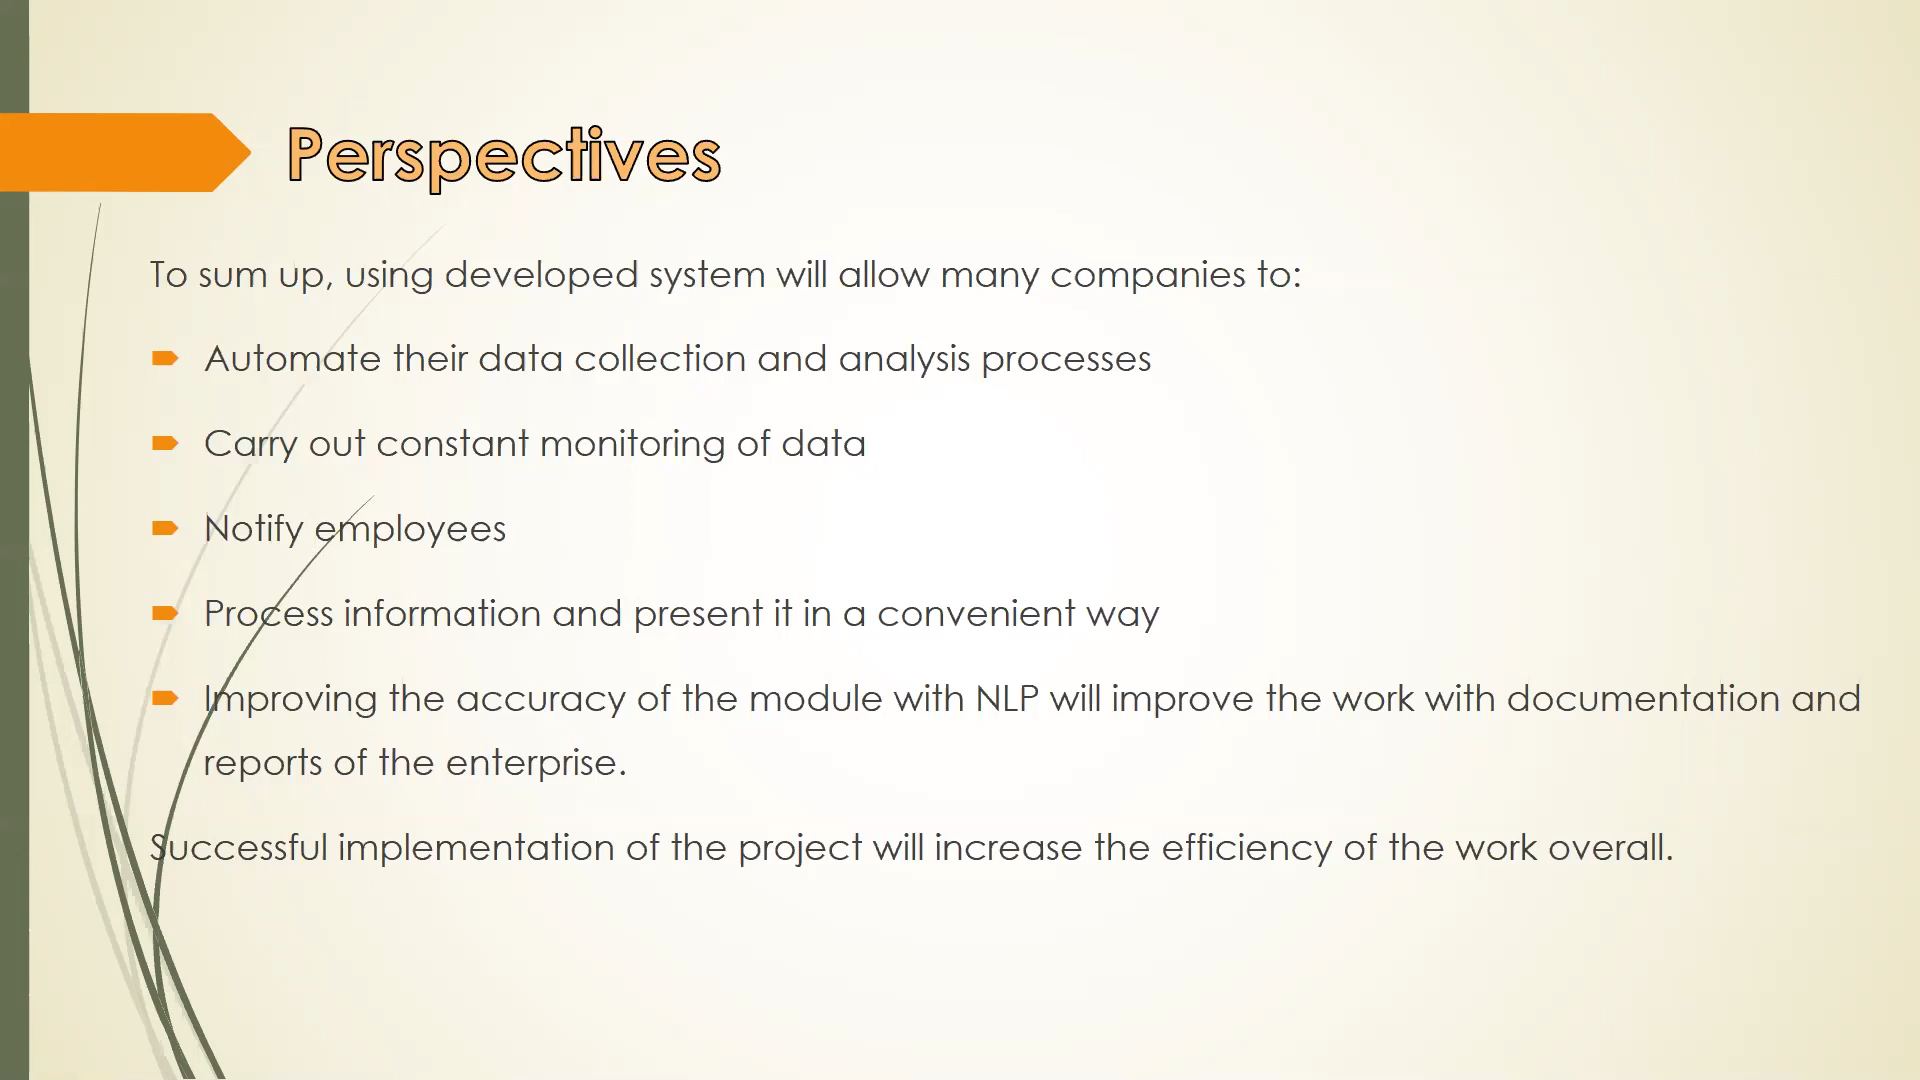 Perspectives
To sum up, using developed system will allow many companies to:
Automate their data collection and analysis processes
Carry out constant monitoring of data
Notify employees
Process information and present it in a convenient way
Improving the accuracy of the module with NLP will improve the work with documentation and
reports of the enterprise.
Successful implementation of the project will increase the efficiency of the work overall.